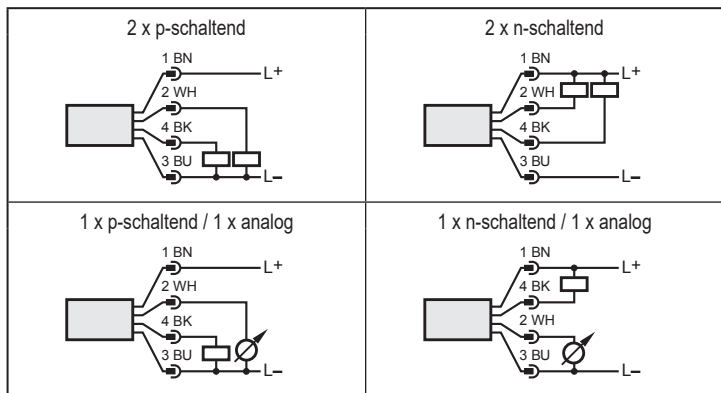 2 x p-schaltend
1 BN
L+
2 WH
4 BK
3 BU
L–
2 x n-schaltend
1 BN
L+
2 WH
4 BK
3 BU
L–
1 x p-schaltend / 1 x analog
1 BN
L+
2 WH
4 BK
3 BU
L–
1 x n-schaltend / 1 x analog
1 BN
L+
4 BK
2 WH
3 BU
L–